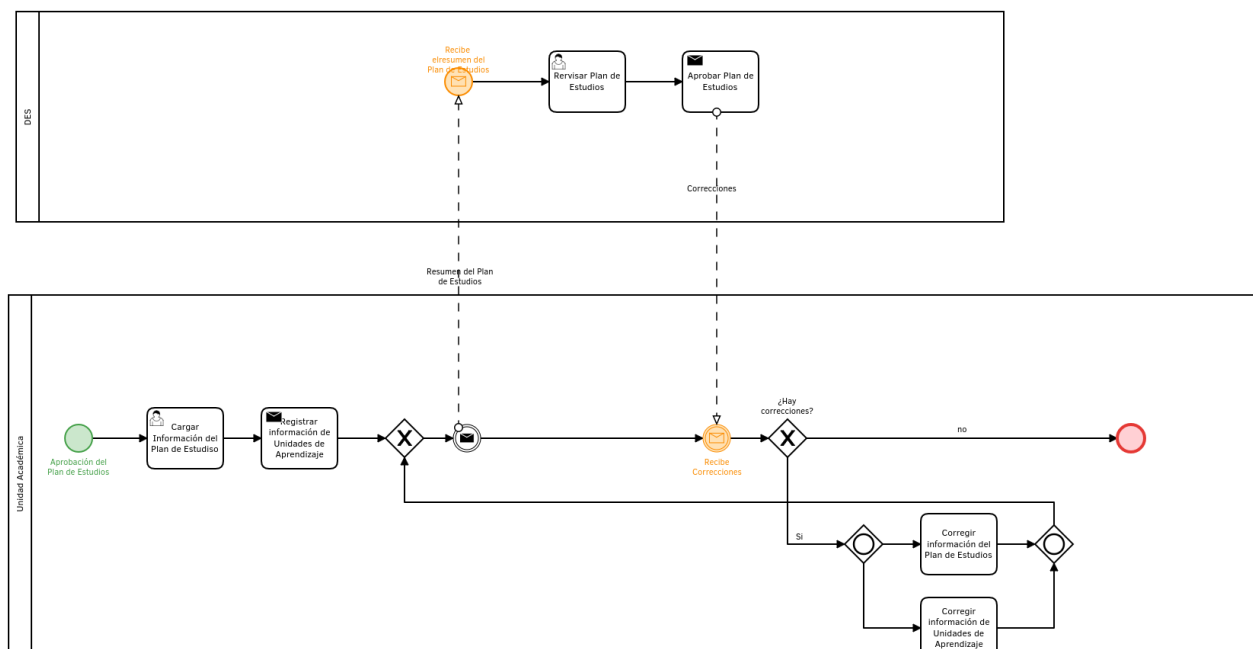 DES
Recibe
elresumen del
Plan de Estudios
Rervisar Plan de
Estudios
Aprobar Plan de
Estudios
Correcciones
Resumen del Plan
de Estudios
Unidad Académica
Aprobación del
Plan de Estudios
Cargar
Información del
Plan de Estudiso
Registrar
información de
Unidades de
Aprendizaje
Recibe
Correcciones
¿Hay
correcciones?
no
Si
Corregir
información del
Plan de Estudios
Corregir
información de
Unidades de
Aprendizaje